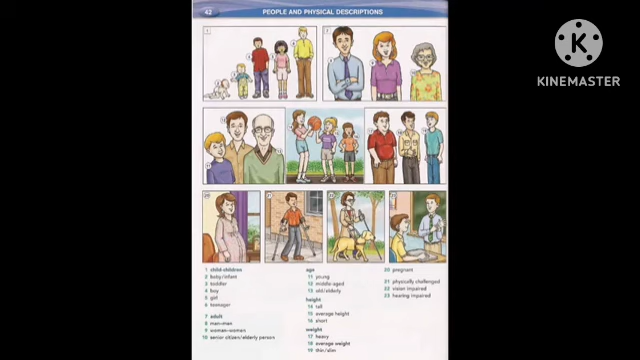 42 PEOPLE AND PHYSICAL DESCRIPTIONS
KINEMASTER
1 child-children
2 baby/infant
3 toddler
4 boy
5 girl
6 teenager
7 adult
8 man-men
9 woman-women
10 senior citizen/elderly person
age
11 young
12 middle-aged
13 old/elderly
height
14 tall
15 average height
16 short
weight
17 heavy
18 average weight
19 thin/slim
20 pregnant
21 physically challenged
22 vision impaired
23 hearing impaired